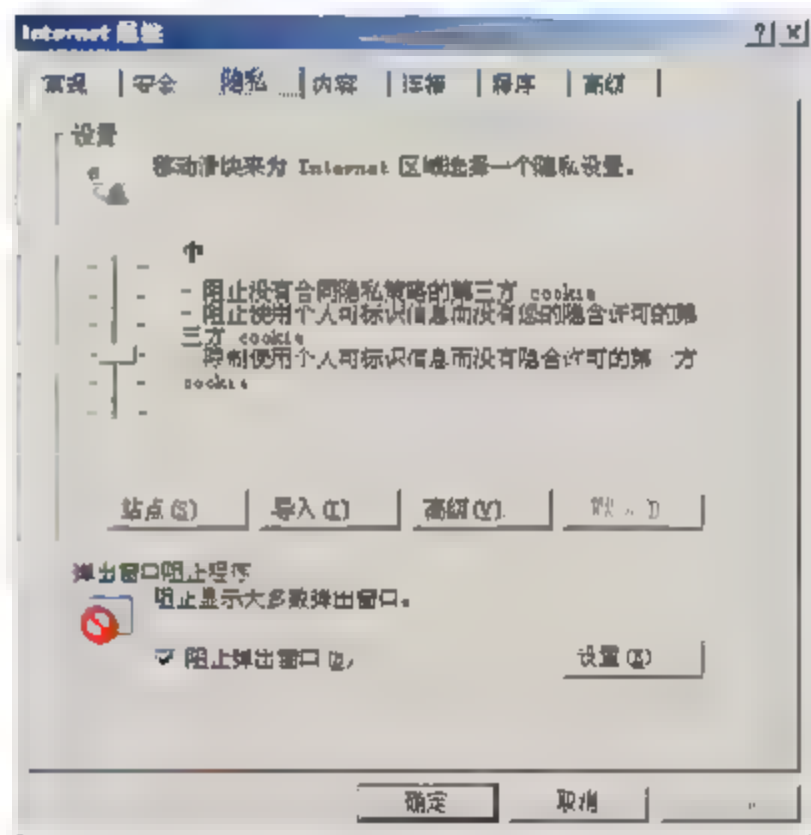 Internet 属性
常规 安全 隐私 内容 连接 程序 高级
设置
移动滑块来为 Internet 区域选择一个隐私设置。
中
- 阻止没有合同隐私策略的第三方 cookie
- 阻止使用个人可标识信息而没有您的隐含许可的第
三方 cookie
限制使用个人可标识信息而没有隐含许可的第一方
cookie
站点(S) 导入(I) 高级(V)
弹出窗口阻止程序
阻止显示大多数弹出窗口。
阻止弹出窗口
设置(E)
确定 取消